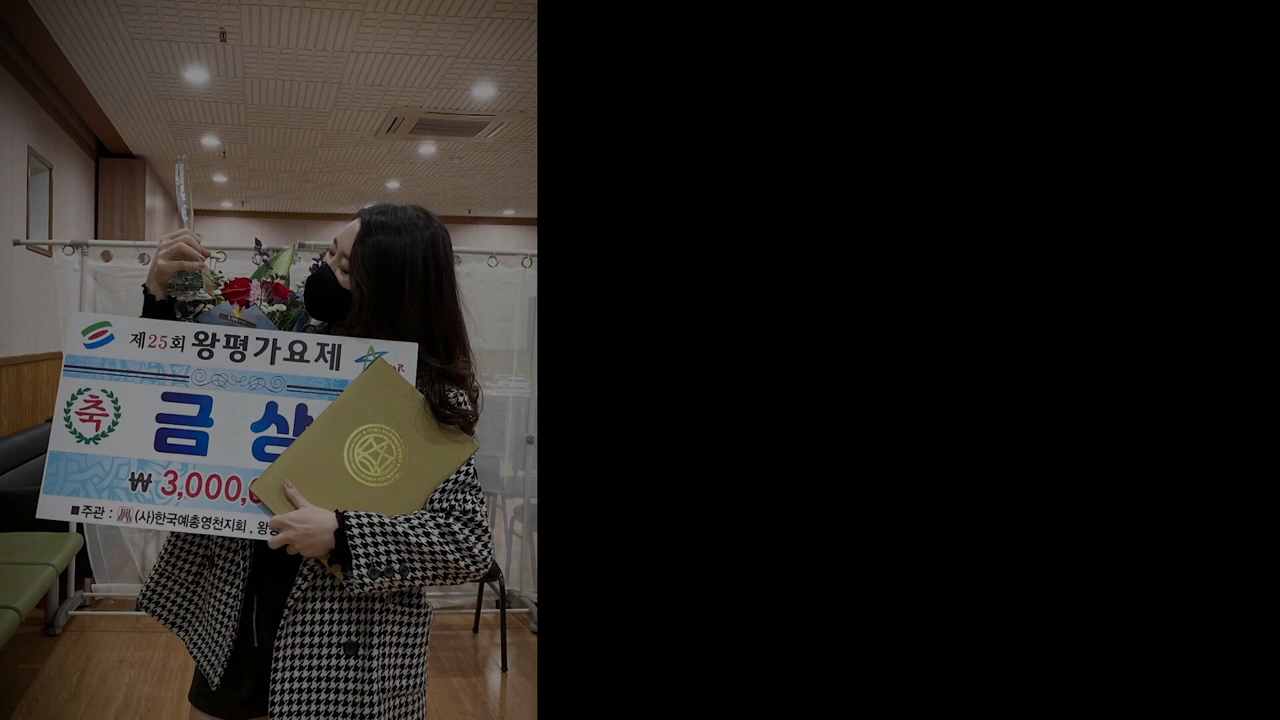 제25회 왕평가요제
축
금 상
₩ 3,000,0
■주관 : (사)한국예총영천지회 ,